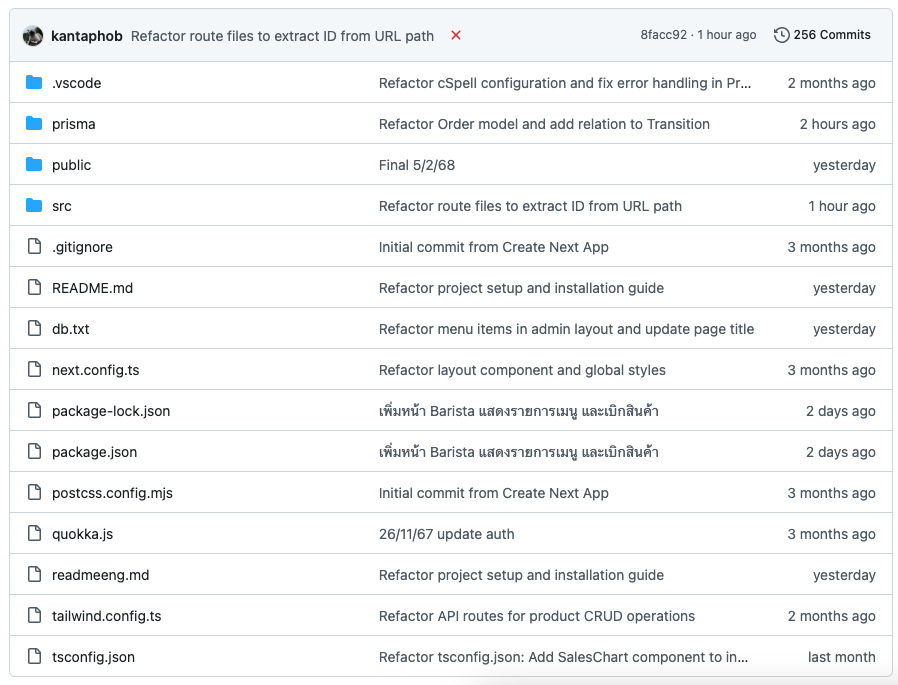 kantaphob Refactor route files to extract ID from URL path 8facc92 · 1 hour ago 256 Commits
.vscode Refactor cSpell configuration and fix error handling in Pr... 2 months ago
prisma Refactor Order model and add relation to Transition 2 hours ago
public Final 5/2/68 yesterday
src Refactor route files to extract ID from URL path 1 hour ago
.gitignore Initial commit from Create Next App 3 months ago
README.md Refactor project setup and installation guide yesterday
db.txt Refactor menu items in admin layout and update page title yesterday
next.config.ts Refactor layout component and global styles 3 months ago
package-lock.json เพิ่มหน้า Barista แสดงรายการเมนู และเบิกสินค้า 2 days ago
package.json เพิ่มหน้า Barista แสดงรายการเมนู และเบิกสินค้า 2 days ago
postcss.config.mjs Initial commit from Create Next App 3 months ago
quokka.js 26/11/67 update auth 3 months ago
readmeeng.md Refactor project setup and installation guide yesterday
tailwind.config.ts Refactor API routes for product CRUD operations 2 months ago
tsconfig.json Refactor tsconfig.json: Add SalesChart component to in... last month